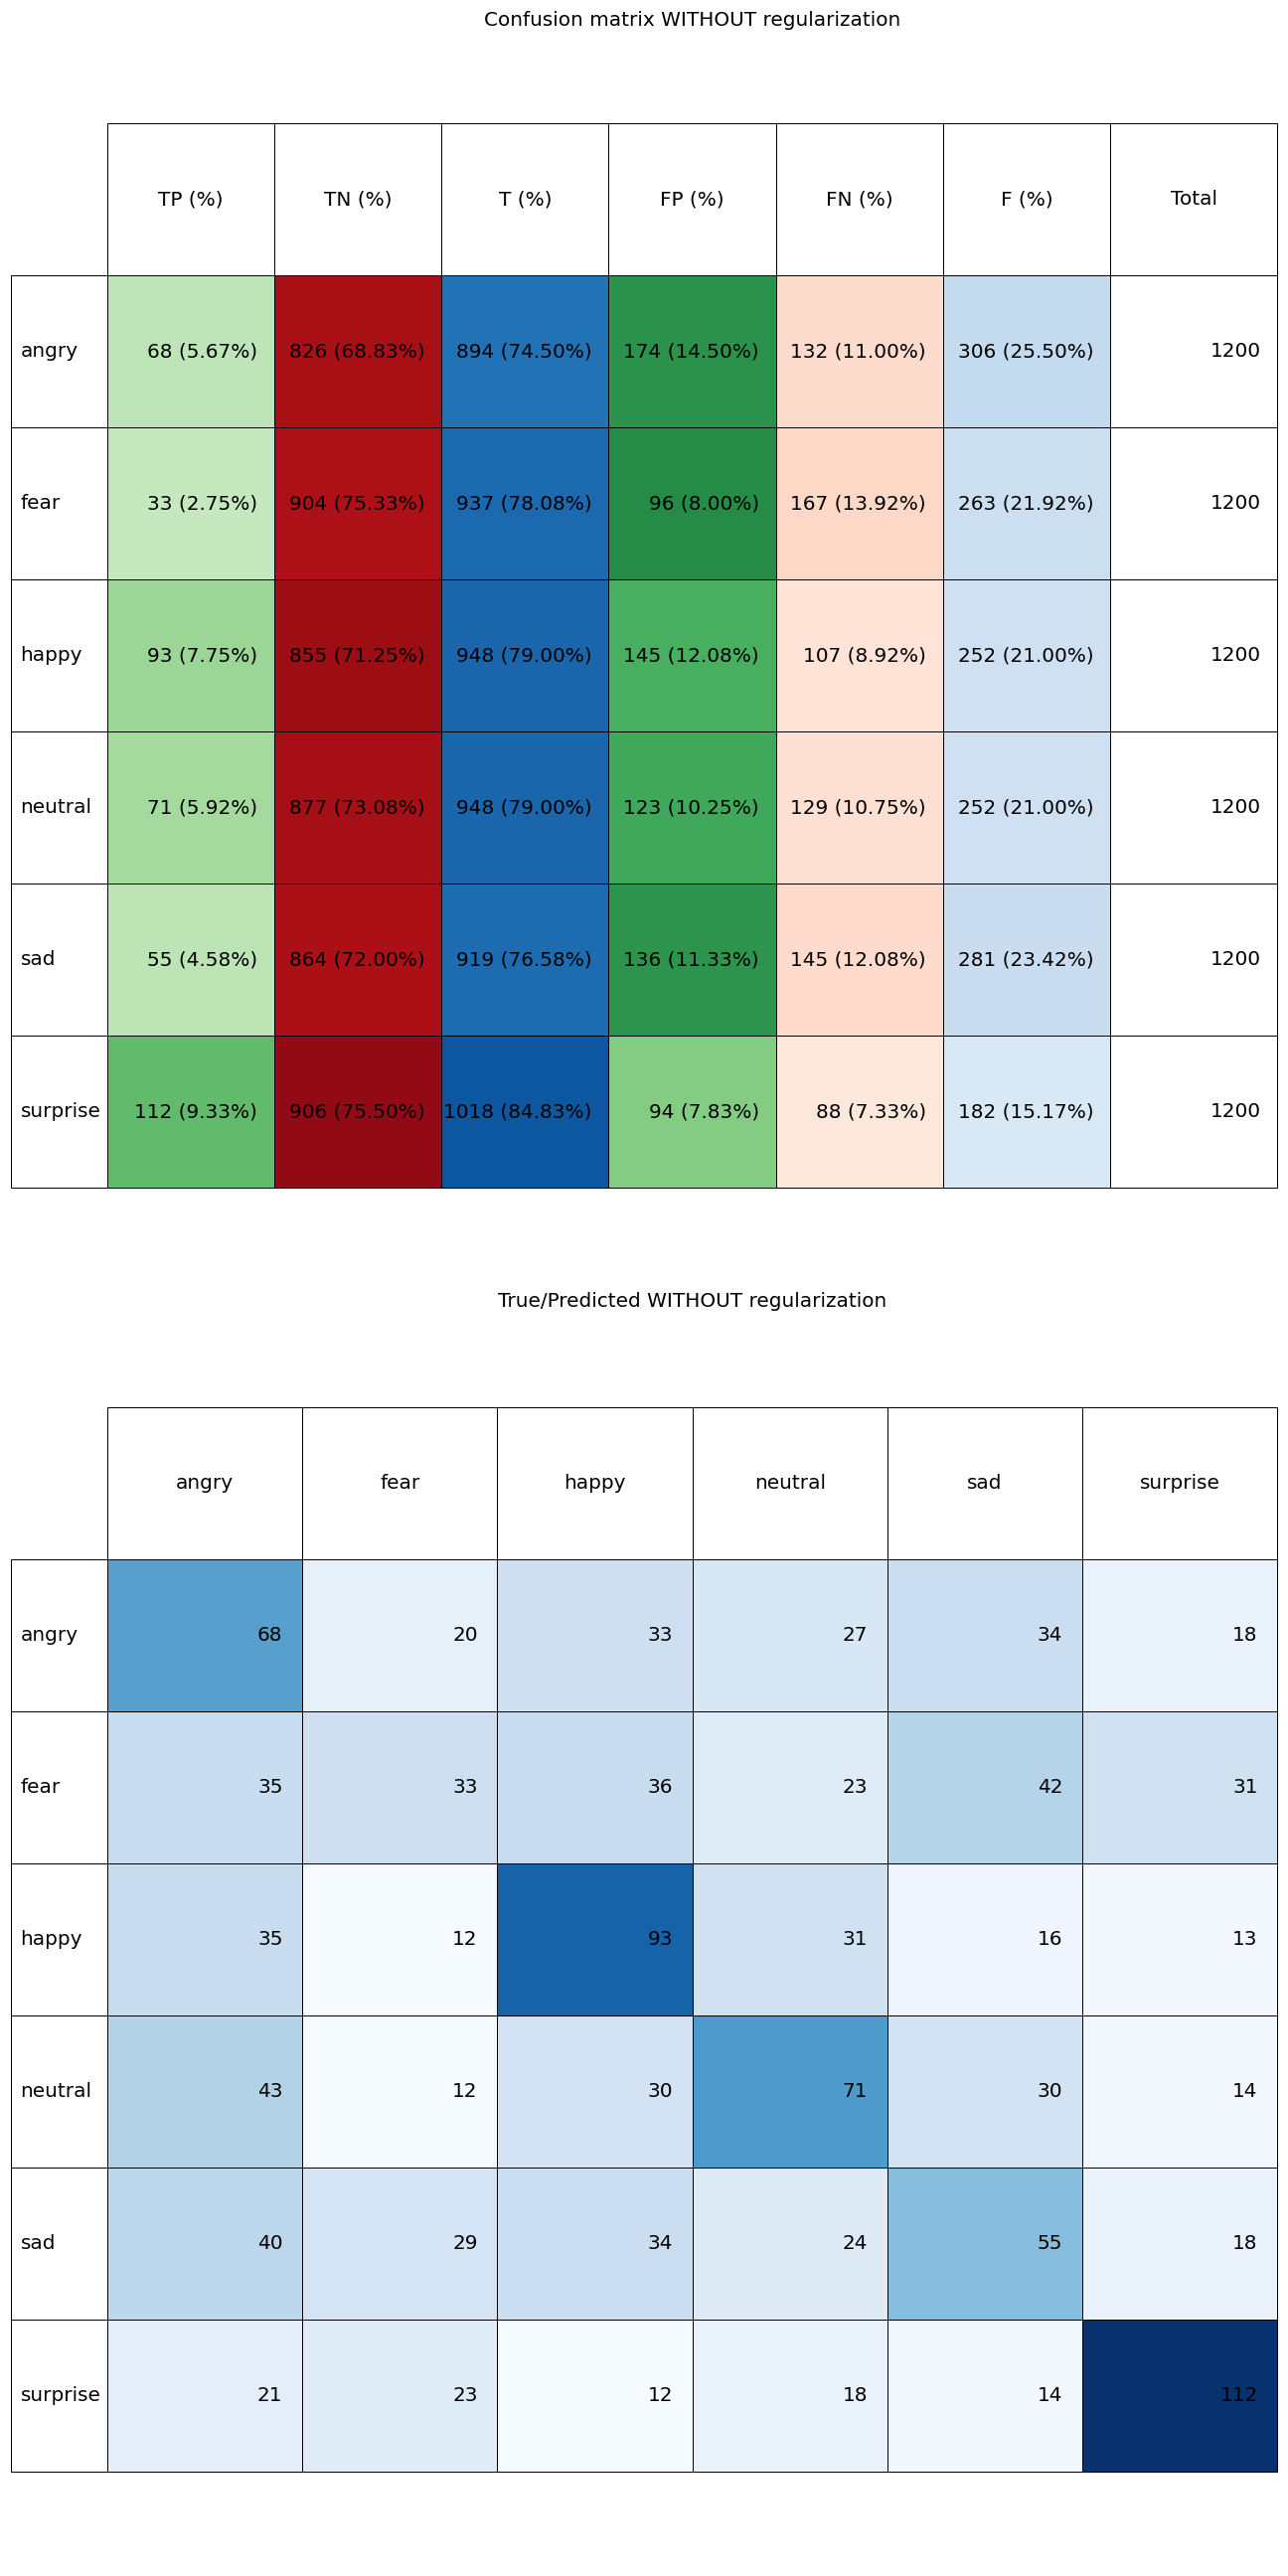 Confusion matrix WITHOUT regularization
TP (%) TN (%) T (%) FP (%) FN (%) F (%) Total
angry 68 (5.67%) 826 (68.83%) 894 (74.50%) 174 (14.50%) 132 (11.00%) 306 (25.50%) 1200
fear 33 (2.75%) 904 (75.33%) 937 (78.08%) 96 (8.00%) 167 (13.92%) 263 (21.92%) 1200
happy 93 (7.75%) 855 (71.25%) 948 (79.00%) 145 (12.08%) 107 (8.92%) 252 (21.00%) 1200
neutral 71 (5.92%) 877 (73.08%) 948 (79.00%) 123 (10.25%) 129 (10.75%) 252 (21.00%) 1200
sad 55 (4.58%) 864 (72.00%) 919 (76.58%) 136 (11.33%) 145 (12.08%) 281 (23.42%) 1200
surprise 112 (9.33%) 906 (75.50%) 1018 (84.83%) 94 (7.83%) 88 (7.33%) 182 (15.17%) 1200
True/Predicted WITHOUT regularization
angry fear happy neutral sad surprise
angry 68 20 33 27 34 18
fear 35 33 36 23 42 31
happy 35 12 93 31 16 13
neutral 43 12 30 71 30 14
sad 40 29 34 24 55 18
surprise 21 23 12 18 14 112